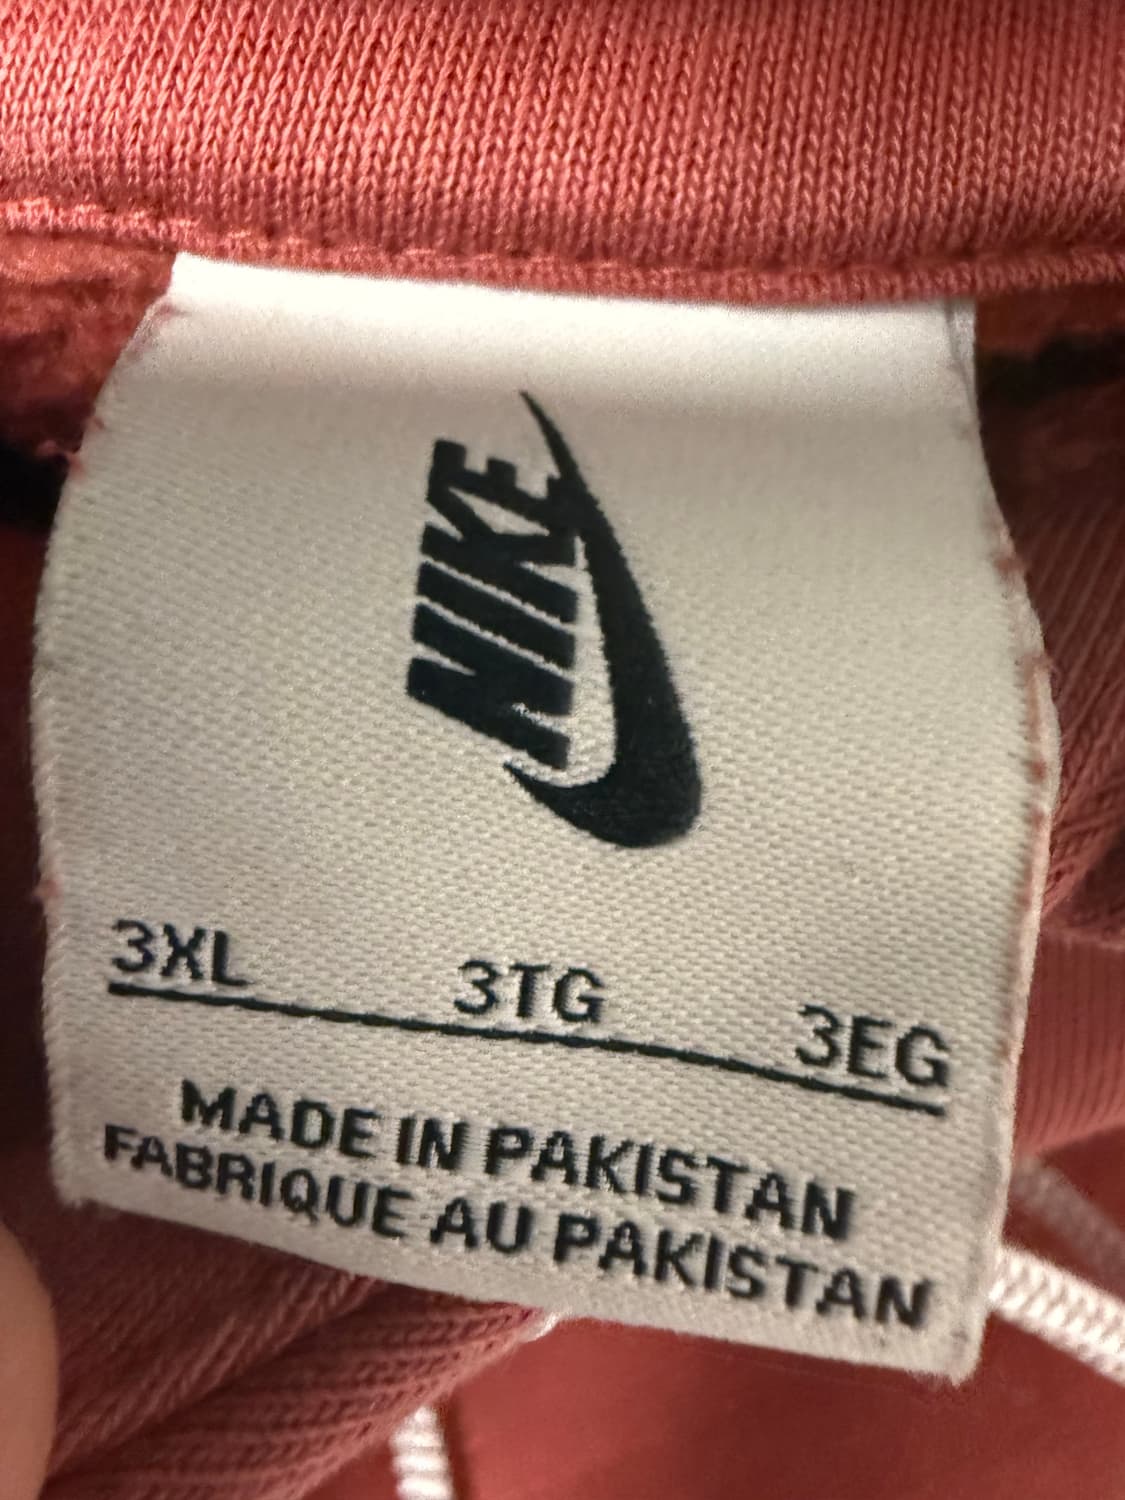 NIKE
3XL 3TG 3EG
MADE IN PAKISTAN
FABRIQUE AU PAKISTAN